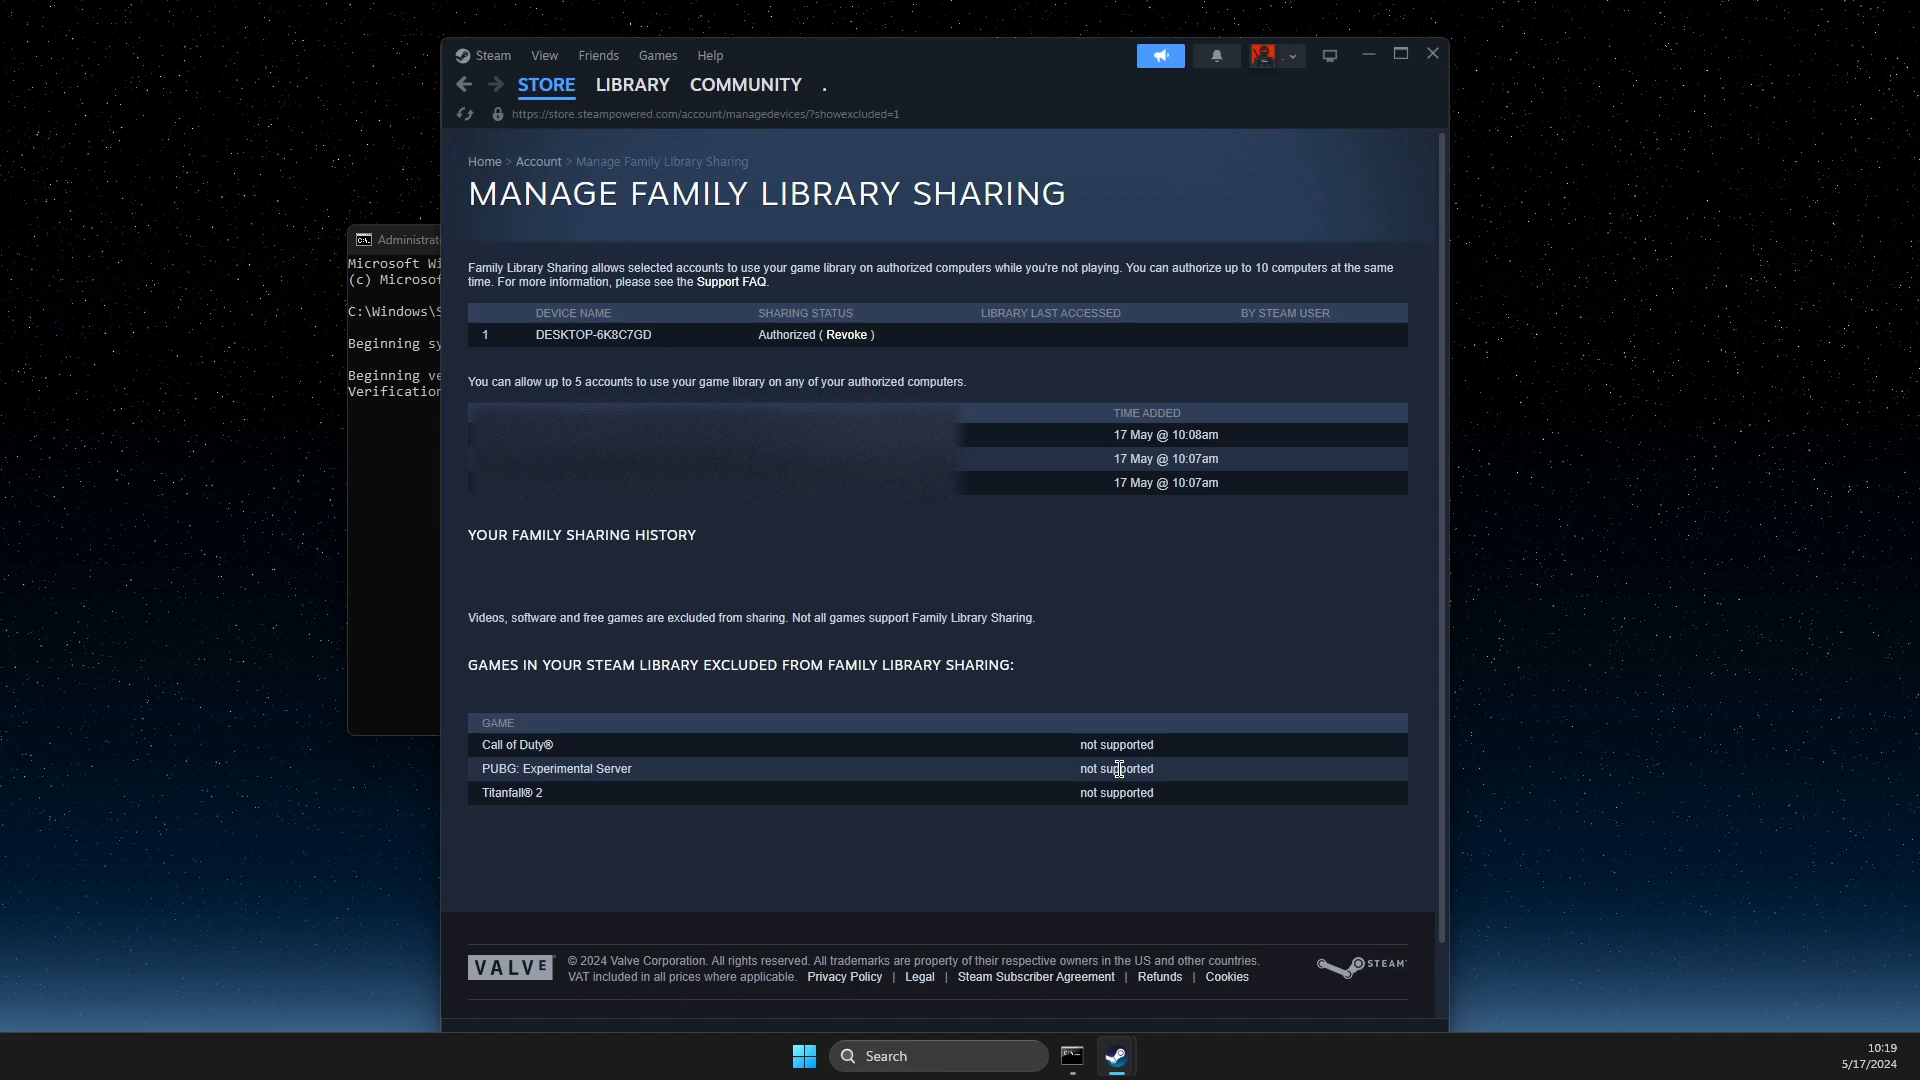 Steam View Friends Games Help
STORE LIBRARY COMMUNITY .
https://store.steampowered.com/account/managedevices/?showexcluded=1
Home > Account > Manage Family Library Sharing
MANAGE FAMILY LIBRARY SHARING
Administrat
Microsoft Wi
(c) Microsof
C:\Windows\S
Beginning sy
Beginning ve
Verification
Family Library Sharing allows selected accounts to use your game library on authorized computers while you're not playing. You can authorize up to 10 computers at the same
time. For more information, please see the Support FAQ.
DEVICE NAME SHARING STATUS LIBRARY LAST ACCESSED BY STEAM USER
1 DESKTOP-6K8C7GD Authorized ( Revoke )
You can allow up to 5 accounts to use your game library on any of your authorized computers.
TIME ADDED
17 May @ 10:08am
17 May @ 10:07am
17 May @ 10:07am
YOUR FAMILY SHARING HISTORY
Videos, software and free games are excluded from sharing. Not all games support Family Library Sharing.
GAMES IN YOUR STEAM LIBRARY EXCLUDED FROM FAMILY LIBRARY SHARING:
GAME
Call of Duty® not supported
PUBG: Experimental Server not supported
Titanfall® 2 not supported
VALVE
© 2024 Valve Corporation. All rights reserved. All trademarks are property of their respective owners in the US and other countries.
VAT included in all prices where applicable. Privacy Policy | Legal | Steam Subscriber Agreement | Refunds | Cookies
STEAM
Search
10:19
5/17/2024